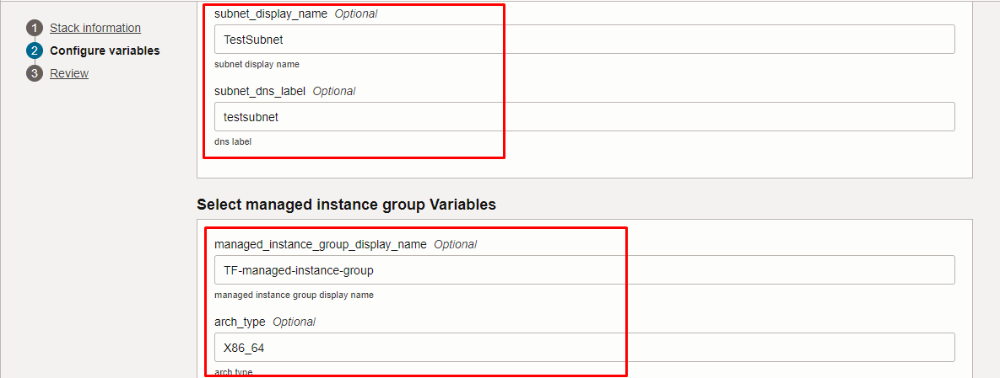 1 Stack information
2 Configure variables
3 Review
subnet_display_name Optional
TestSubnet
subnet display name
subnet_dns_label Optional
testsubnet
dns label
Select managed instance group Variables
managed_instance_group_display_name Optional
TF-managed-instance-group
managed instance group display name
arch_type Optional
X86_64
arch type